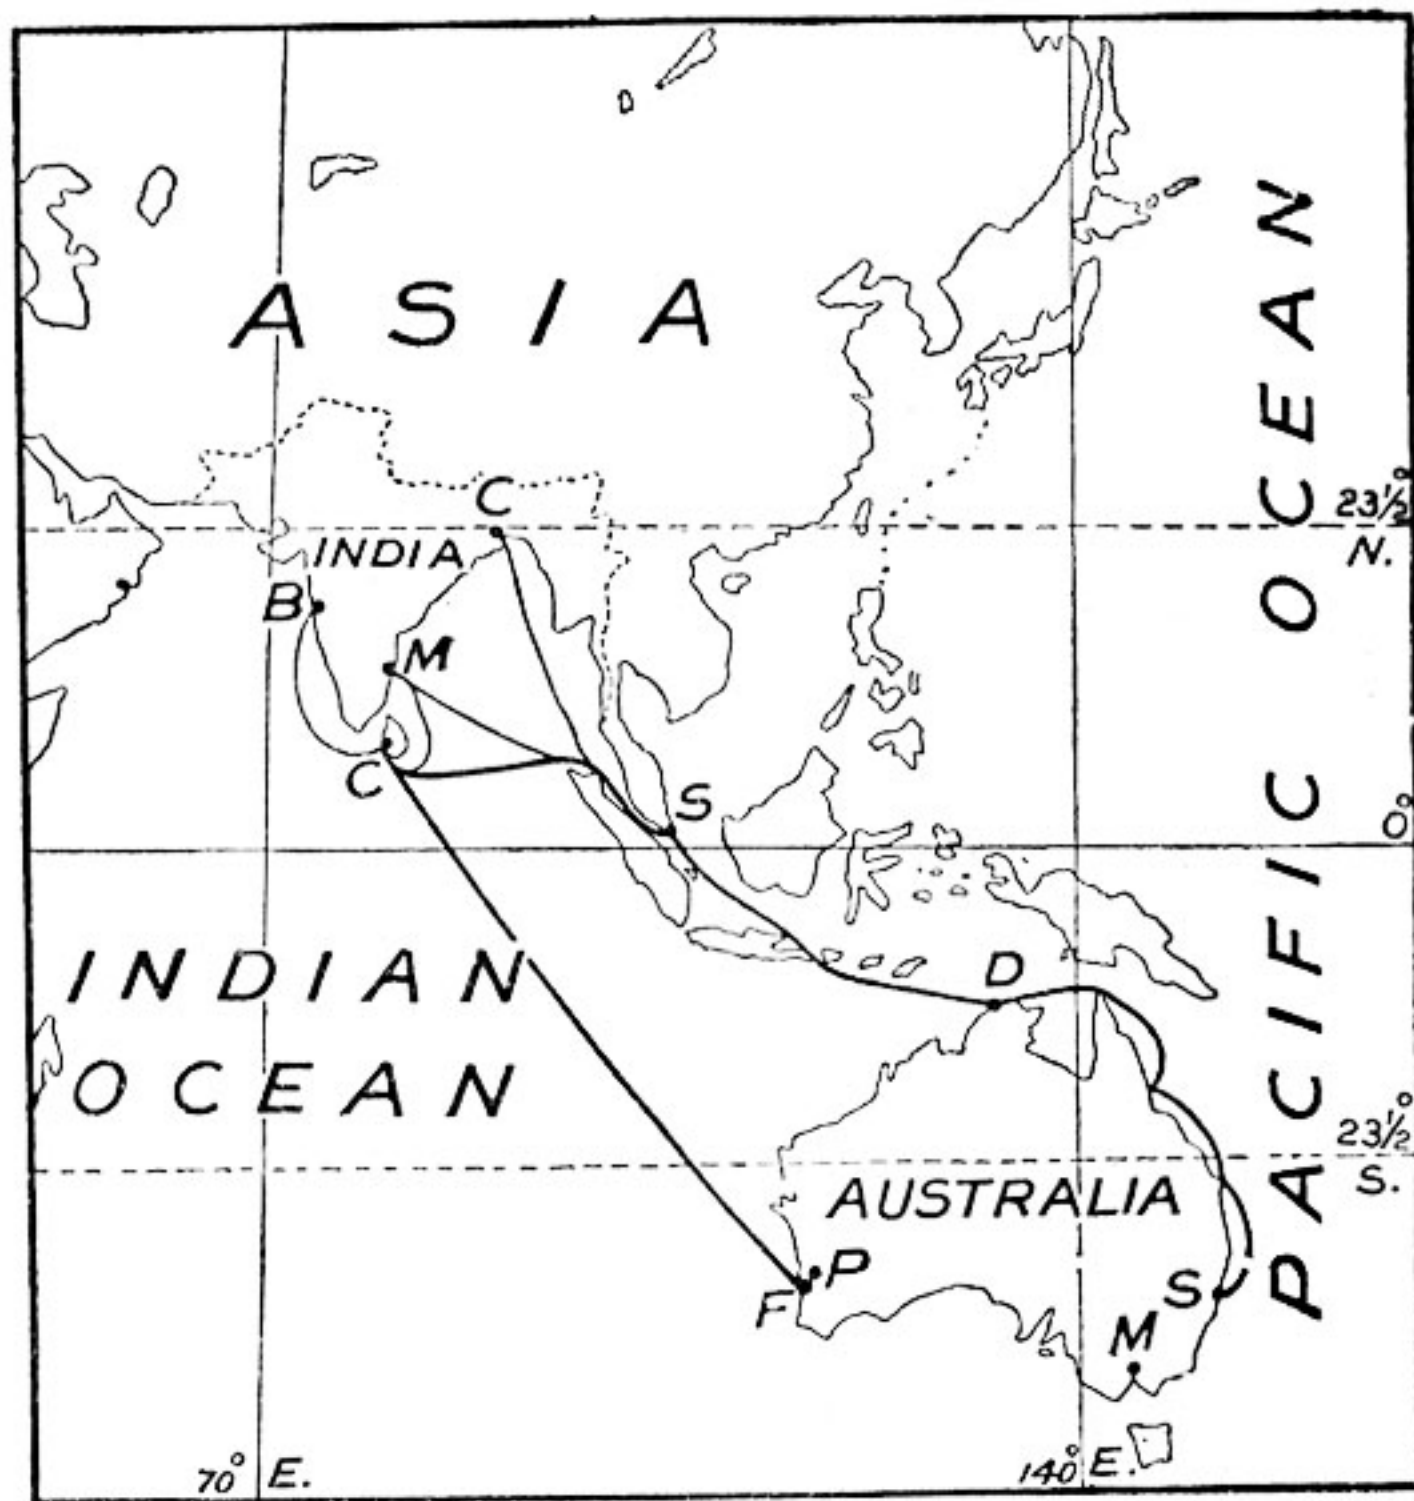 ASIA
C
23½°
N.
INDIA
B
M
C
S
0°
INDIAN
OCEAN
D
PACIFIC OCEAN
23½°
S.
AUSTRALIA
P
F
S
M
70° E.
140° E.